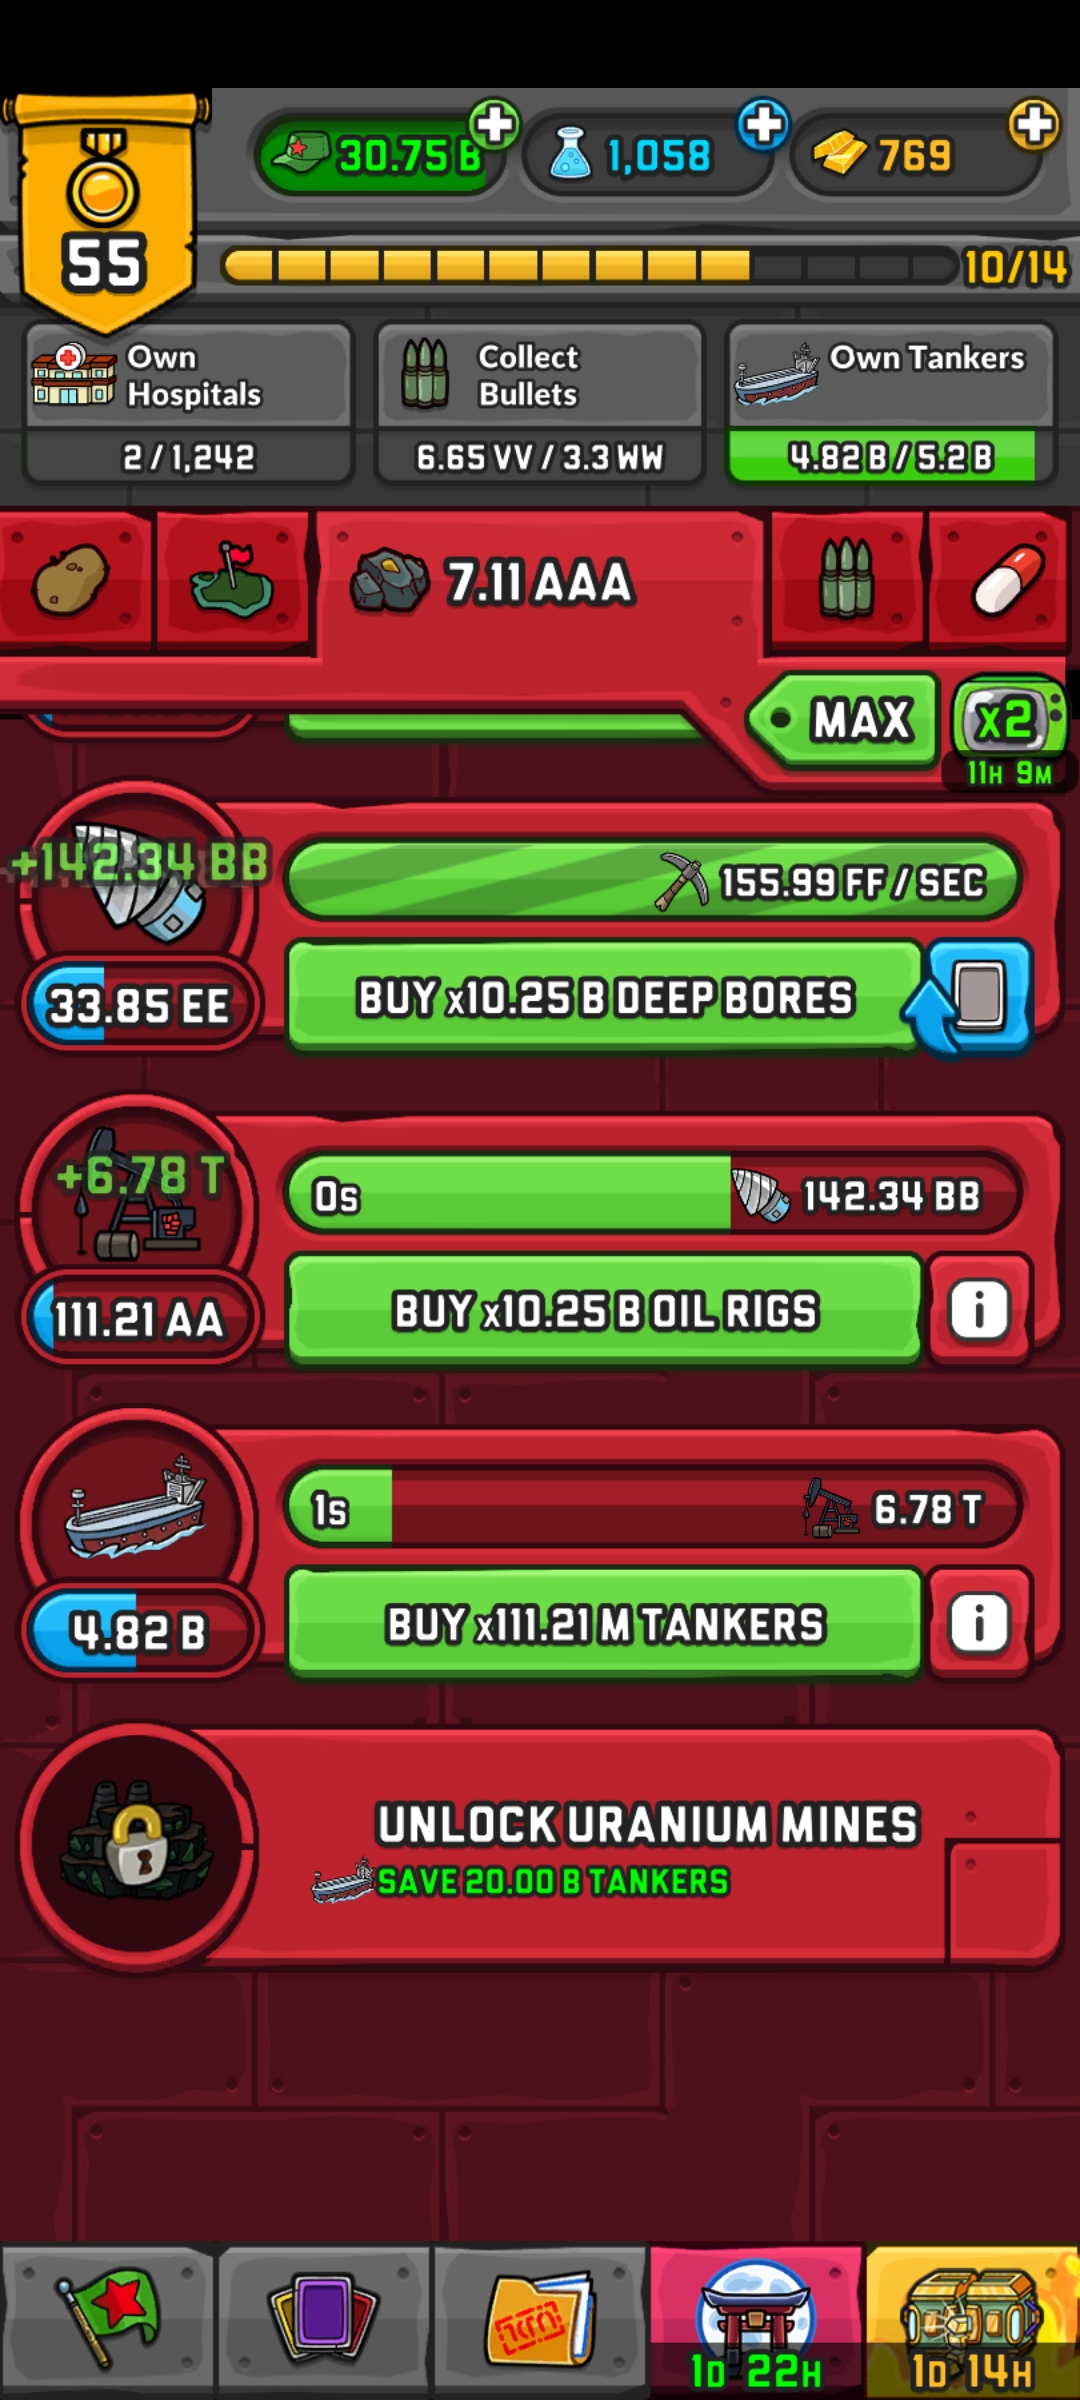 30.75 B
1,058
769
55
10/14
Own
Hospitals
2 / 1,242
Collect
Bullets
6.65 VV / 3.3 WW
Own Tankers
4.82 B / 5.2 B
7.11 AAA
MAX
x2
11H 9M
+142.34 BB
155.99 FF / SEC
33.85 EE
BUY x10.25 B DEEP BORES
+6.78 T
0s
142.34 BB
111.21 AA
BUY x10.25 B OIL RIGS
i
1s
6.78 T
4.82 B
BUY x111.21 M TANKERS
i
UNLOCK URANIUM MINES
SAVE 20.00 B TANKERS
1D 22H
1D 14H